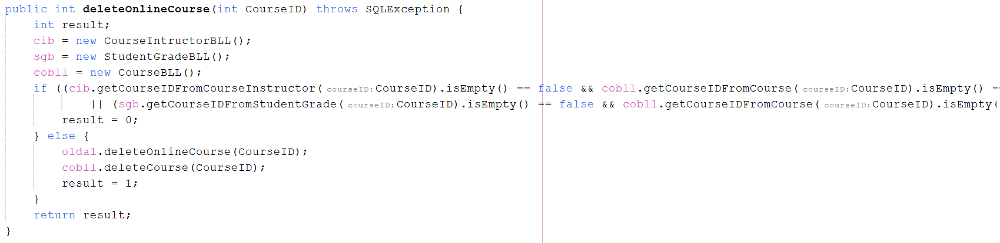 public int deleteOnlineCourse(int CourseID) throws SQLException {
    int result;
    cib = new CourseIntructorBLL();
    sgb = new StudentGradeBLL();
    cobll = new CourseBLL();
    if ((cib.getCourseIDFromCourseInstructor( courseID: CourseID).isEmpty() == false && cobll.getCourseIDFromCourse( courseID: CourseID).isEmpty() =
            || (sgb.getCourseIDFromStudentGrade( courseID: CourseID).isEmpty() == false && cobll.getCourseIDFromCourse( courseID: CourseID).isEmpty(
        result = 0;
    } else {
        oldal.deleteOnlineCourse(CourseID);
        cobll.deleteCourse(CourseID);
        result = 1;
    }
    return result;
}